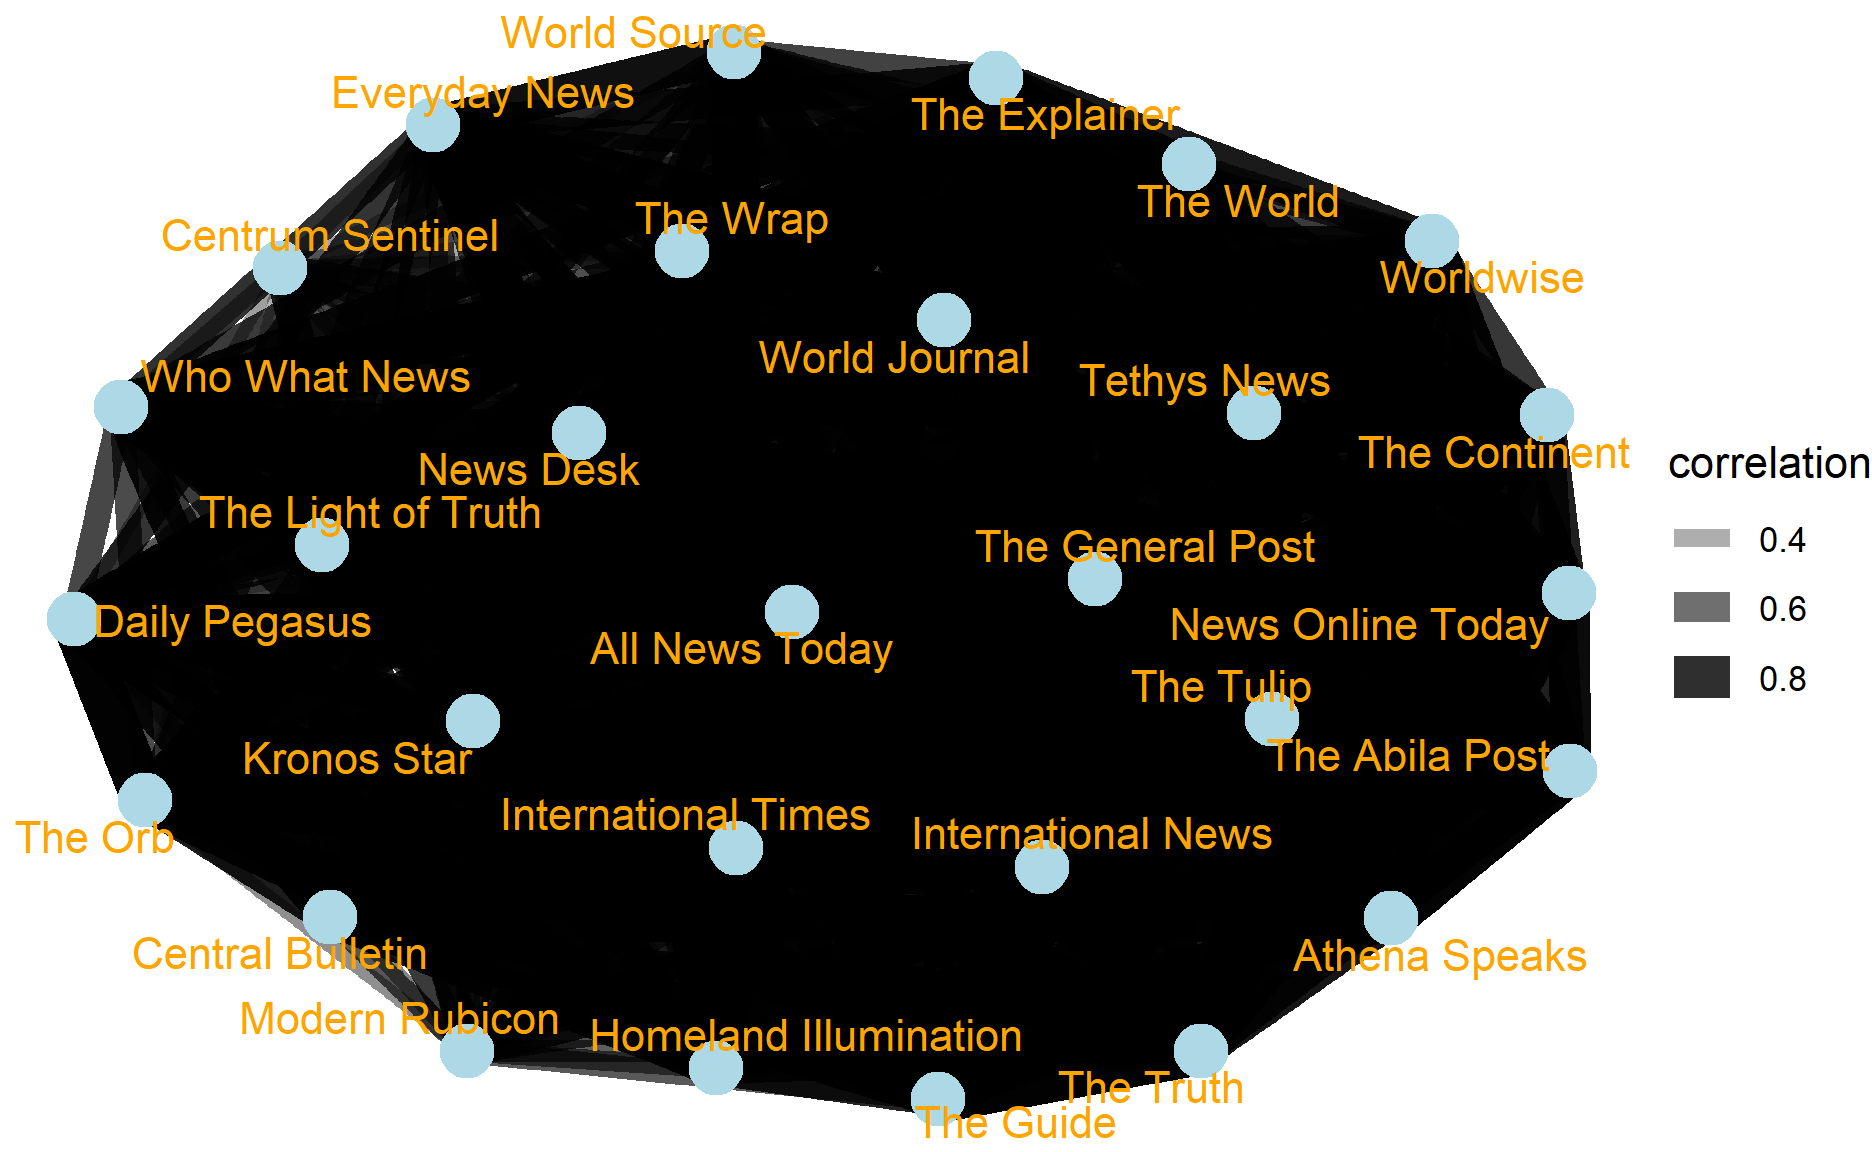 World Source
Everyday News
The Explainer
The World
The Wrap
Centrum Sentinel
Worldwise
World Journal
Who What News
Tethys News
The Continent
News Desk
The Light of Truth
The General Post
Daily Pegasus
All News Today
News Online Today
The Tulip
Kronos Star
The Abila Post
International Times
International News
The Orb
Central Bulletin
Athena Speaks
Modern Rubicon
Homeland Illumination
The Truth
The Guide
correlation
0.4
0.6
0.8